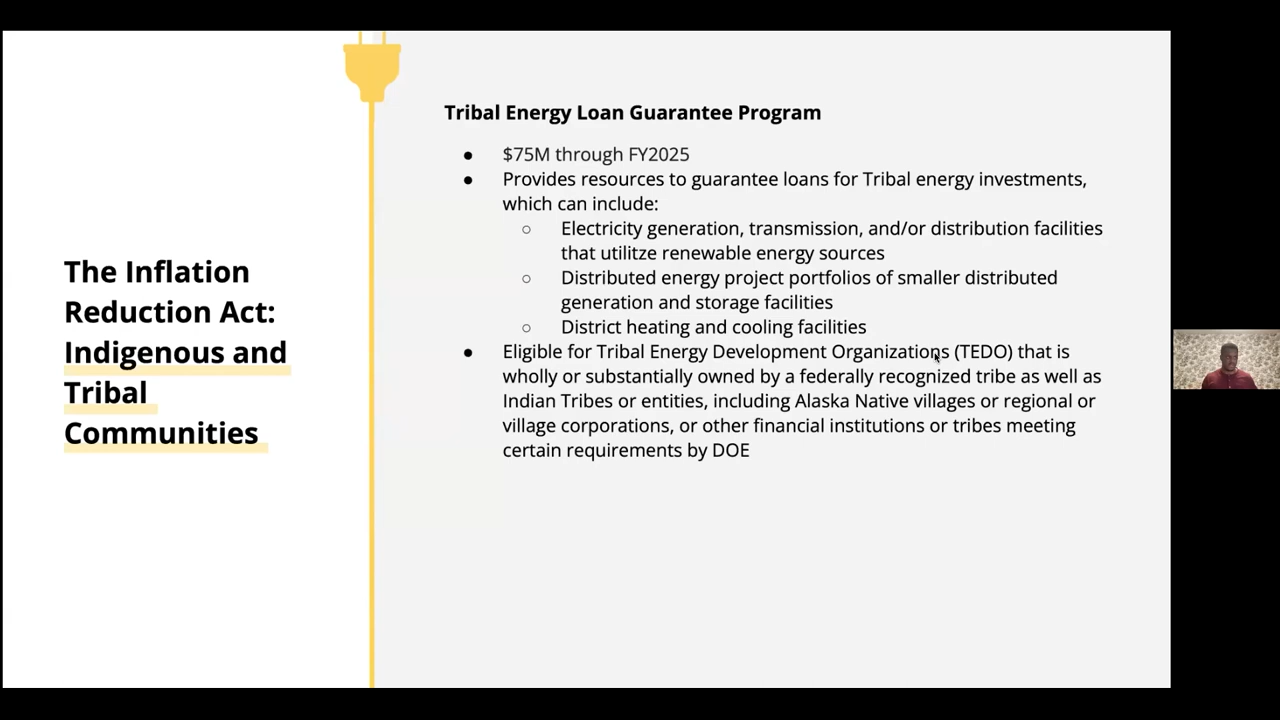 The Inflation
Reduction Act:
Indigenous and
Tribal
Communities
Tribal Energy Loan Guarantee Program
● $75M through FY2025
● Provides resources to guarantee loans for Tribal energy investments,
which can include:
○ Electricity generation, transmission, and/or distribution facilities
that utilitze renewable energy sources
○ Distributed energy project portfolios of smaller distributed
generation and storage facilities
○ District heating and cooling facilities
● Eligible for Tribal Energy Development Organizations (TEDO) that is
wholly or substantially owned by a federally recognized tribe as well as
Indian Tribes or entities, including Alaska Native villages or regional or
village corporations, or other financial institutions or tribes meeting
certain requirements by DOE